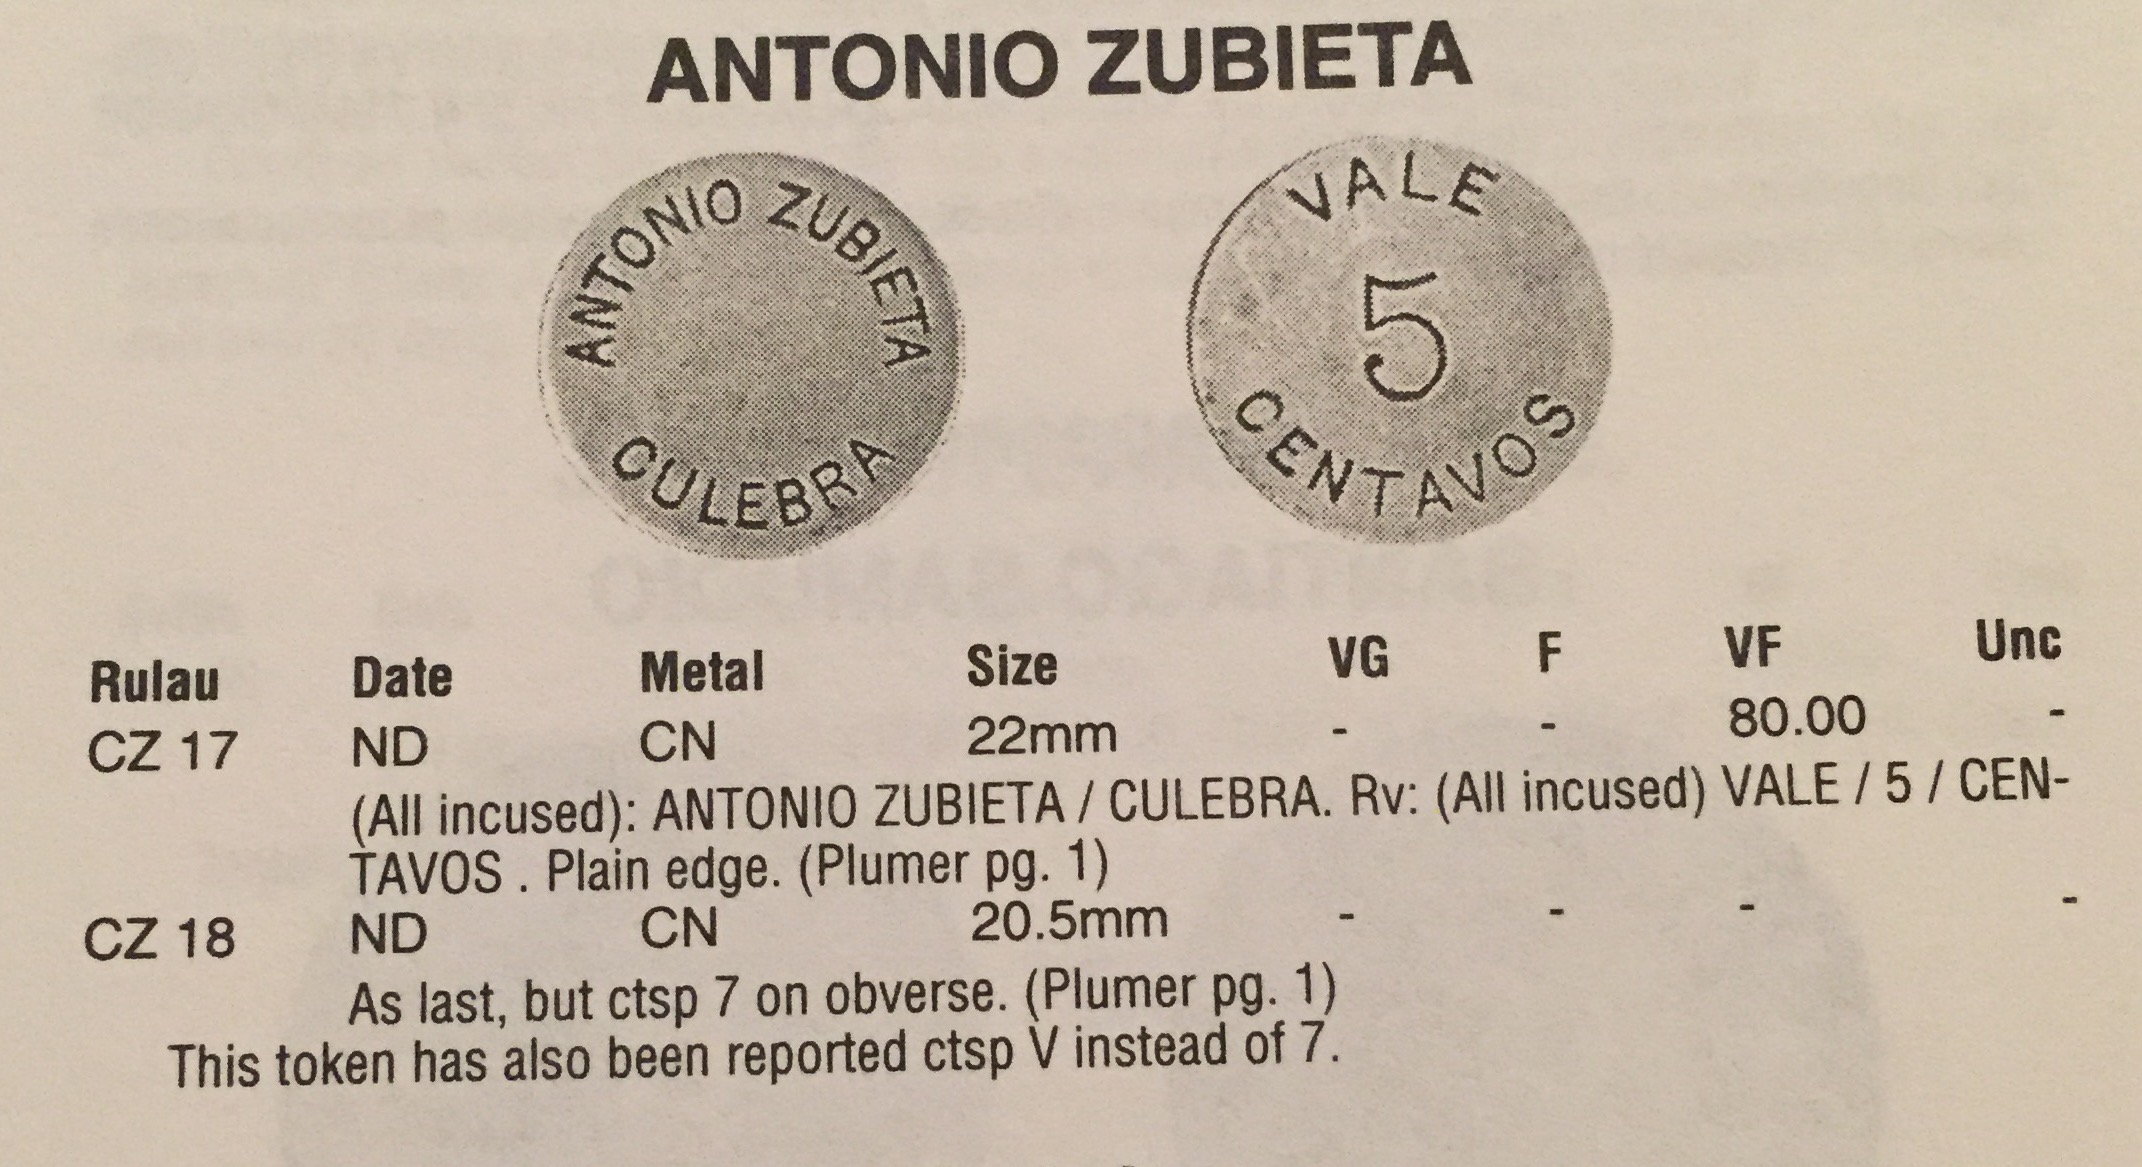 ANTONIO ZUBIETA
ANTONIO ZUBIETA
CULEBRA
VALE
5
CENTAVOS
Rulau Date Metal Size VG F VF Unc
CZ 17 ND CN 22mm - - 80.00 -
(All incused): ANTONIO ZUBIETA / CULEBRA. Rv: (All incused) VALE / 5 / CEN-
TAVOS . Plain edge. (Plumer pg. 1)
CZ 18 ND CN 20.5mm - - - -
As last, but ctsp 7 on obverse. (Plumer pg. 1)
This token has also been reported ctsp V instead of 7.